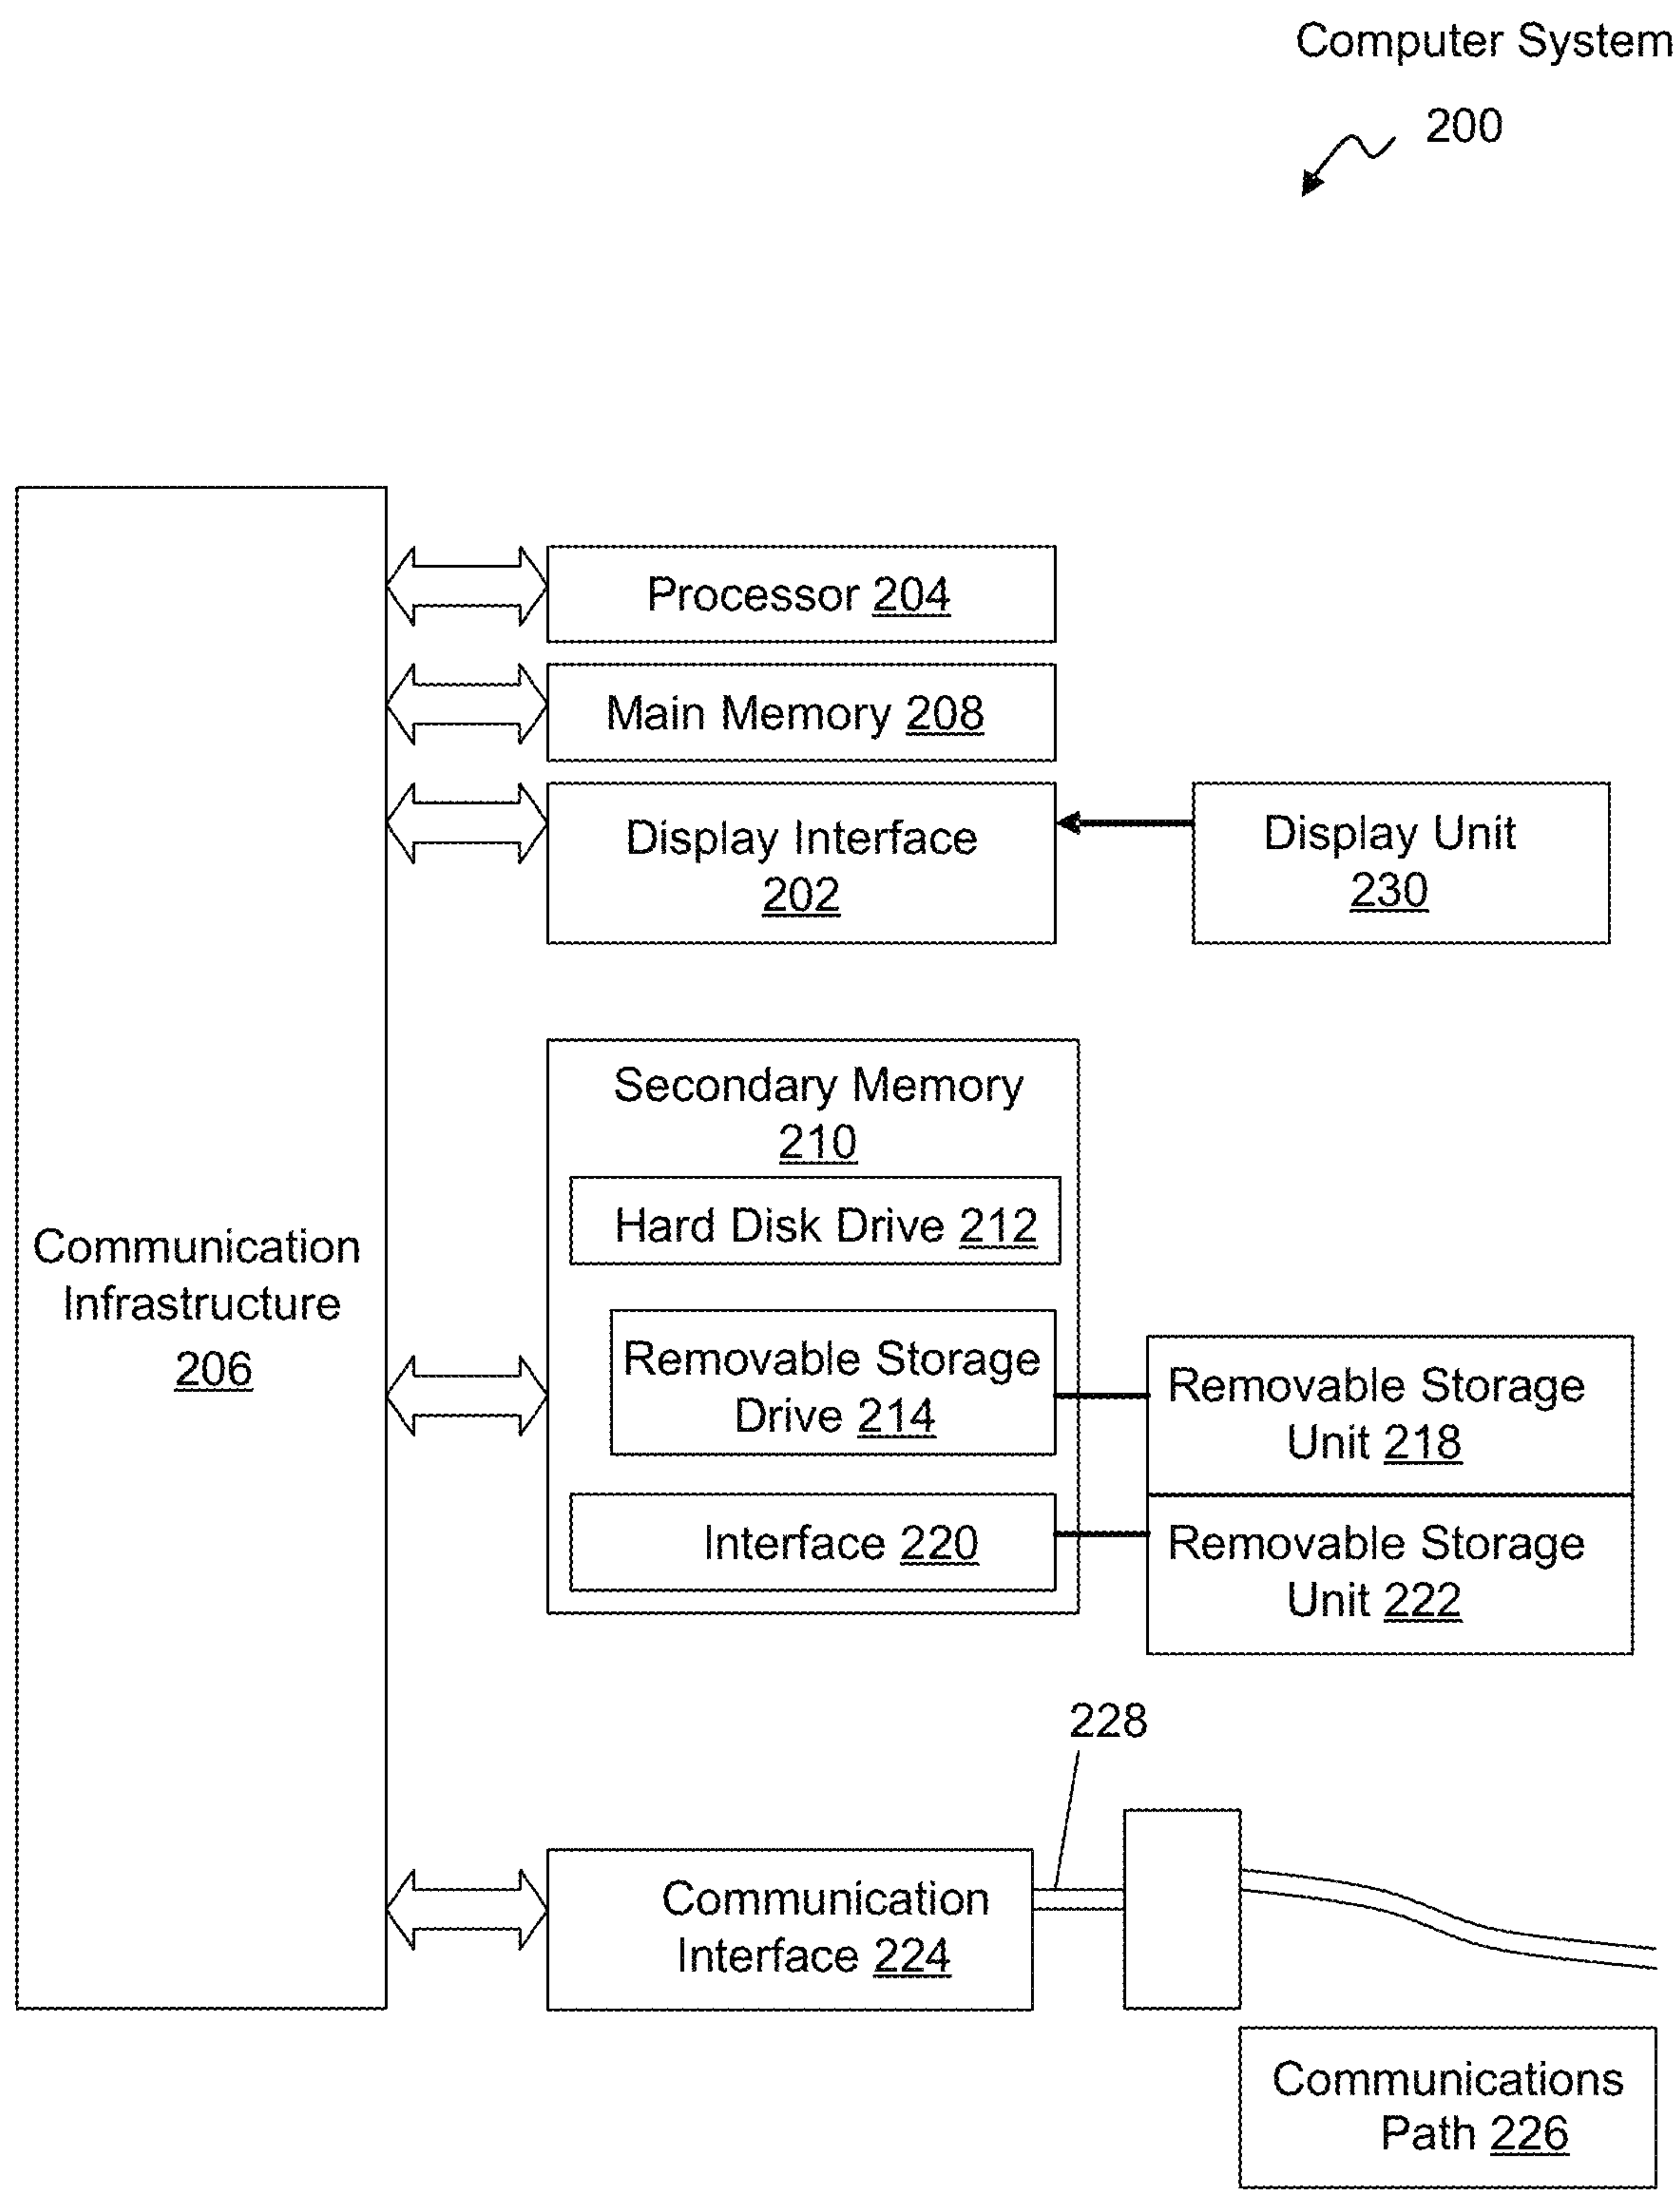 Computer System
200
Processor 204
Main Memory 208
Display Interface
202
Display Unit
230
Secondary Memory
210
Hard Disk Drive 212
Communication
Infrastructure
206
Removable Storage
Drive 214
Removable Storage
Unit 218
Interface 220
Removable Storage
Unit 222
228
Communication
Interface 224
Communications
Path 226